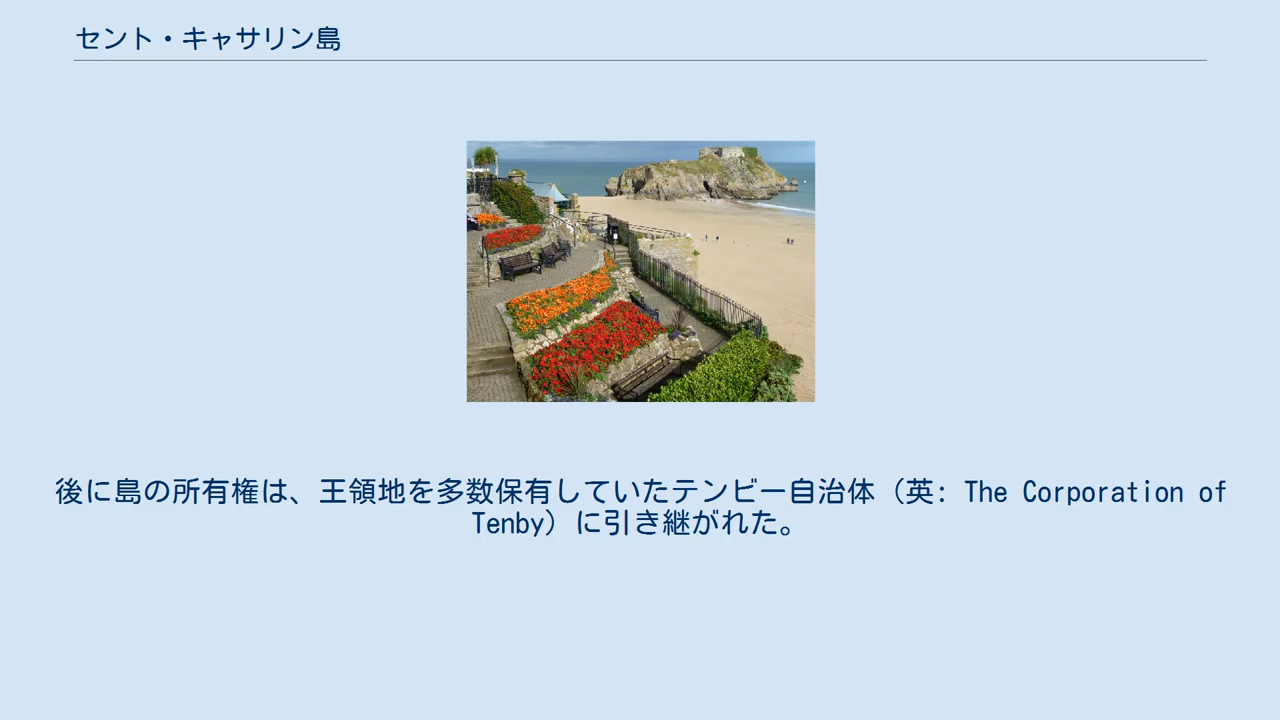 セント・キャサリン島
後に島の所有権は、王領地を多数保有していたテンビー自治体（英: The Corporation of
Tenby）に引き継がれた。